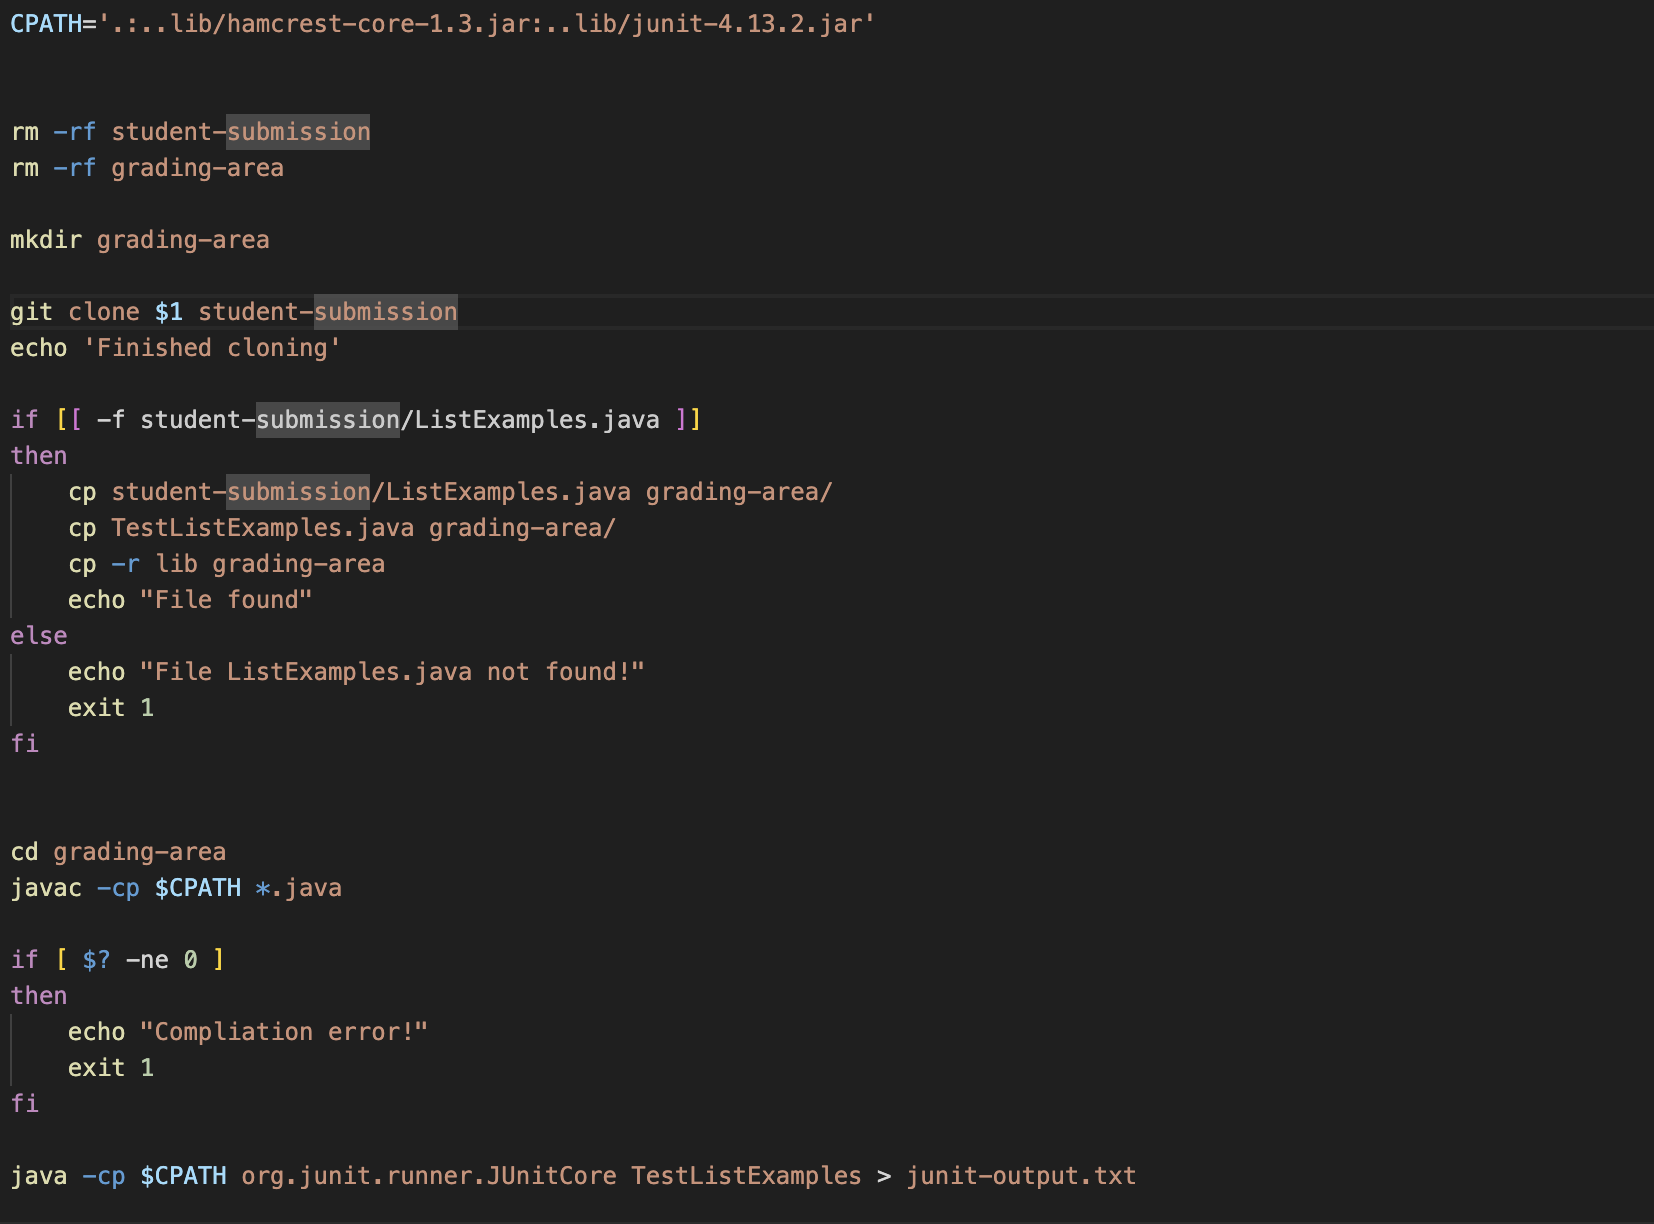 CPATH='.:..lib/hamcrest-core-1.3.jar:..lib/junit-4.13.2.jar'
rm -rf student-submission
rm -rf grading-area
mkdir grading-area
git clone $1 student-submission
echo 'Finished cloning'
if [[ -f student-submission/ListExamples.java ]]
then
    cp student-submission/ListExamples.java grading-area/
    cp TestListExamples.java grading-area/
    cp -r lib grading-area
    echo "File found"
else
    echo "File ListExamples.java not found!"
    exit 1
fi
cd grading-area
javac -cp $CPATH *.java
if [ $? -ne 0 ]
then
    echo "Compliation error!"
    exit 1
fi
java -cp $CPATH org.junit.runner.JUnitCore TestListExamples > junit-output.txt